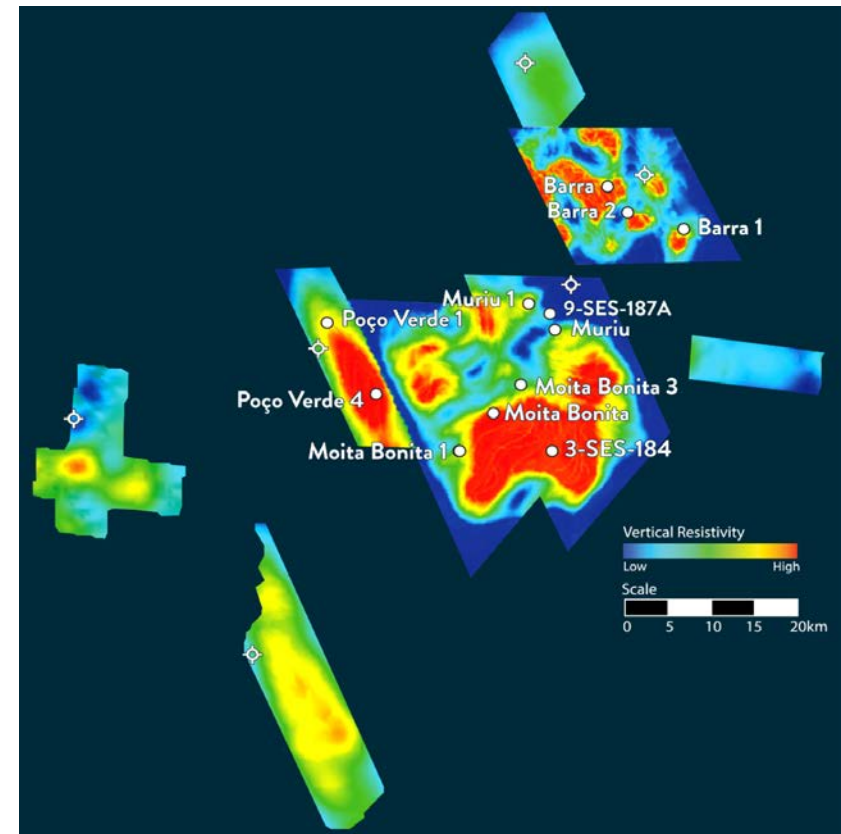 Barra
Barra 2
Barra 1
Muriu 1
9-SES-187A
Poço Verde 1
Muriu
Moita Bonita 3
Poço Verde 4
Moita Bonita
Moita Bonita 1
3-SES-184
Vertical Resistivity
Low High
Scale
0 5 10 15 20km